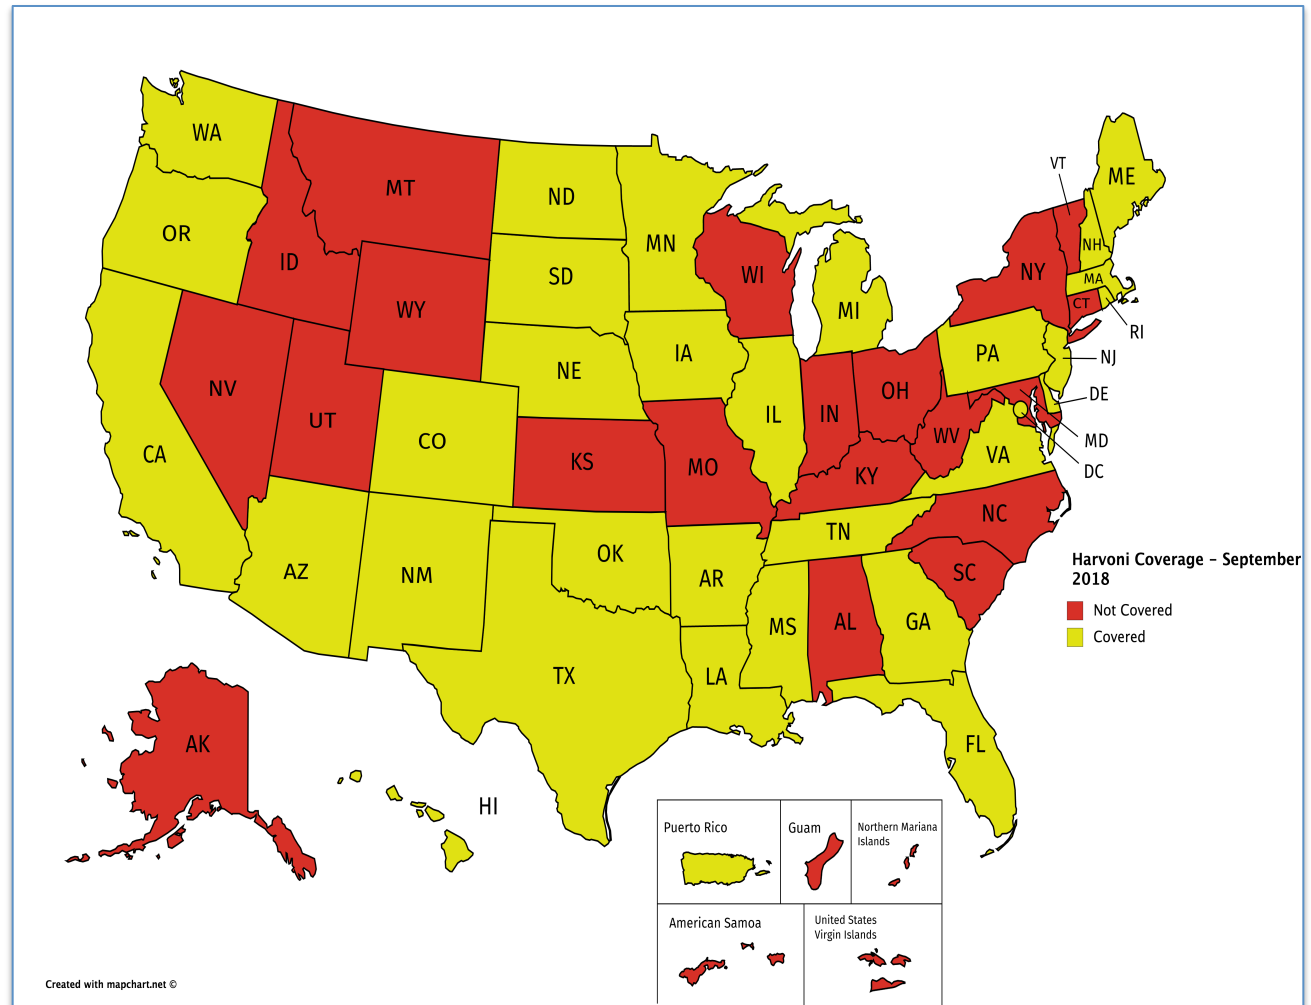 WA
VT
ME
MT
ND
OR
MN
NH
ID
SD
WI
NY
MA
WY
CT
MI
RI
IA
PA
NJ
NE
NV
OH
DE
UT
IL
IN
CO
WV
MD
CA
KS
MO
KY
VA
DC
NC
TN
OK
Harvoni Coverage – September
2018
AZ
NM
AR
SC
Not Covered
MS
AL
GA
Covered
TX
LA
AK
FL
HI
Puerto Rico
Guam
Northern Mariana
Islands
American Samoa
United States
Virgin Islands
Created with mapchart.net ©